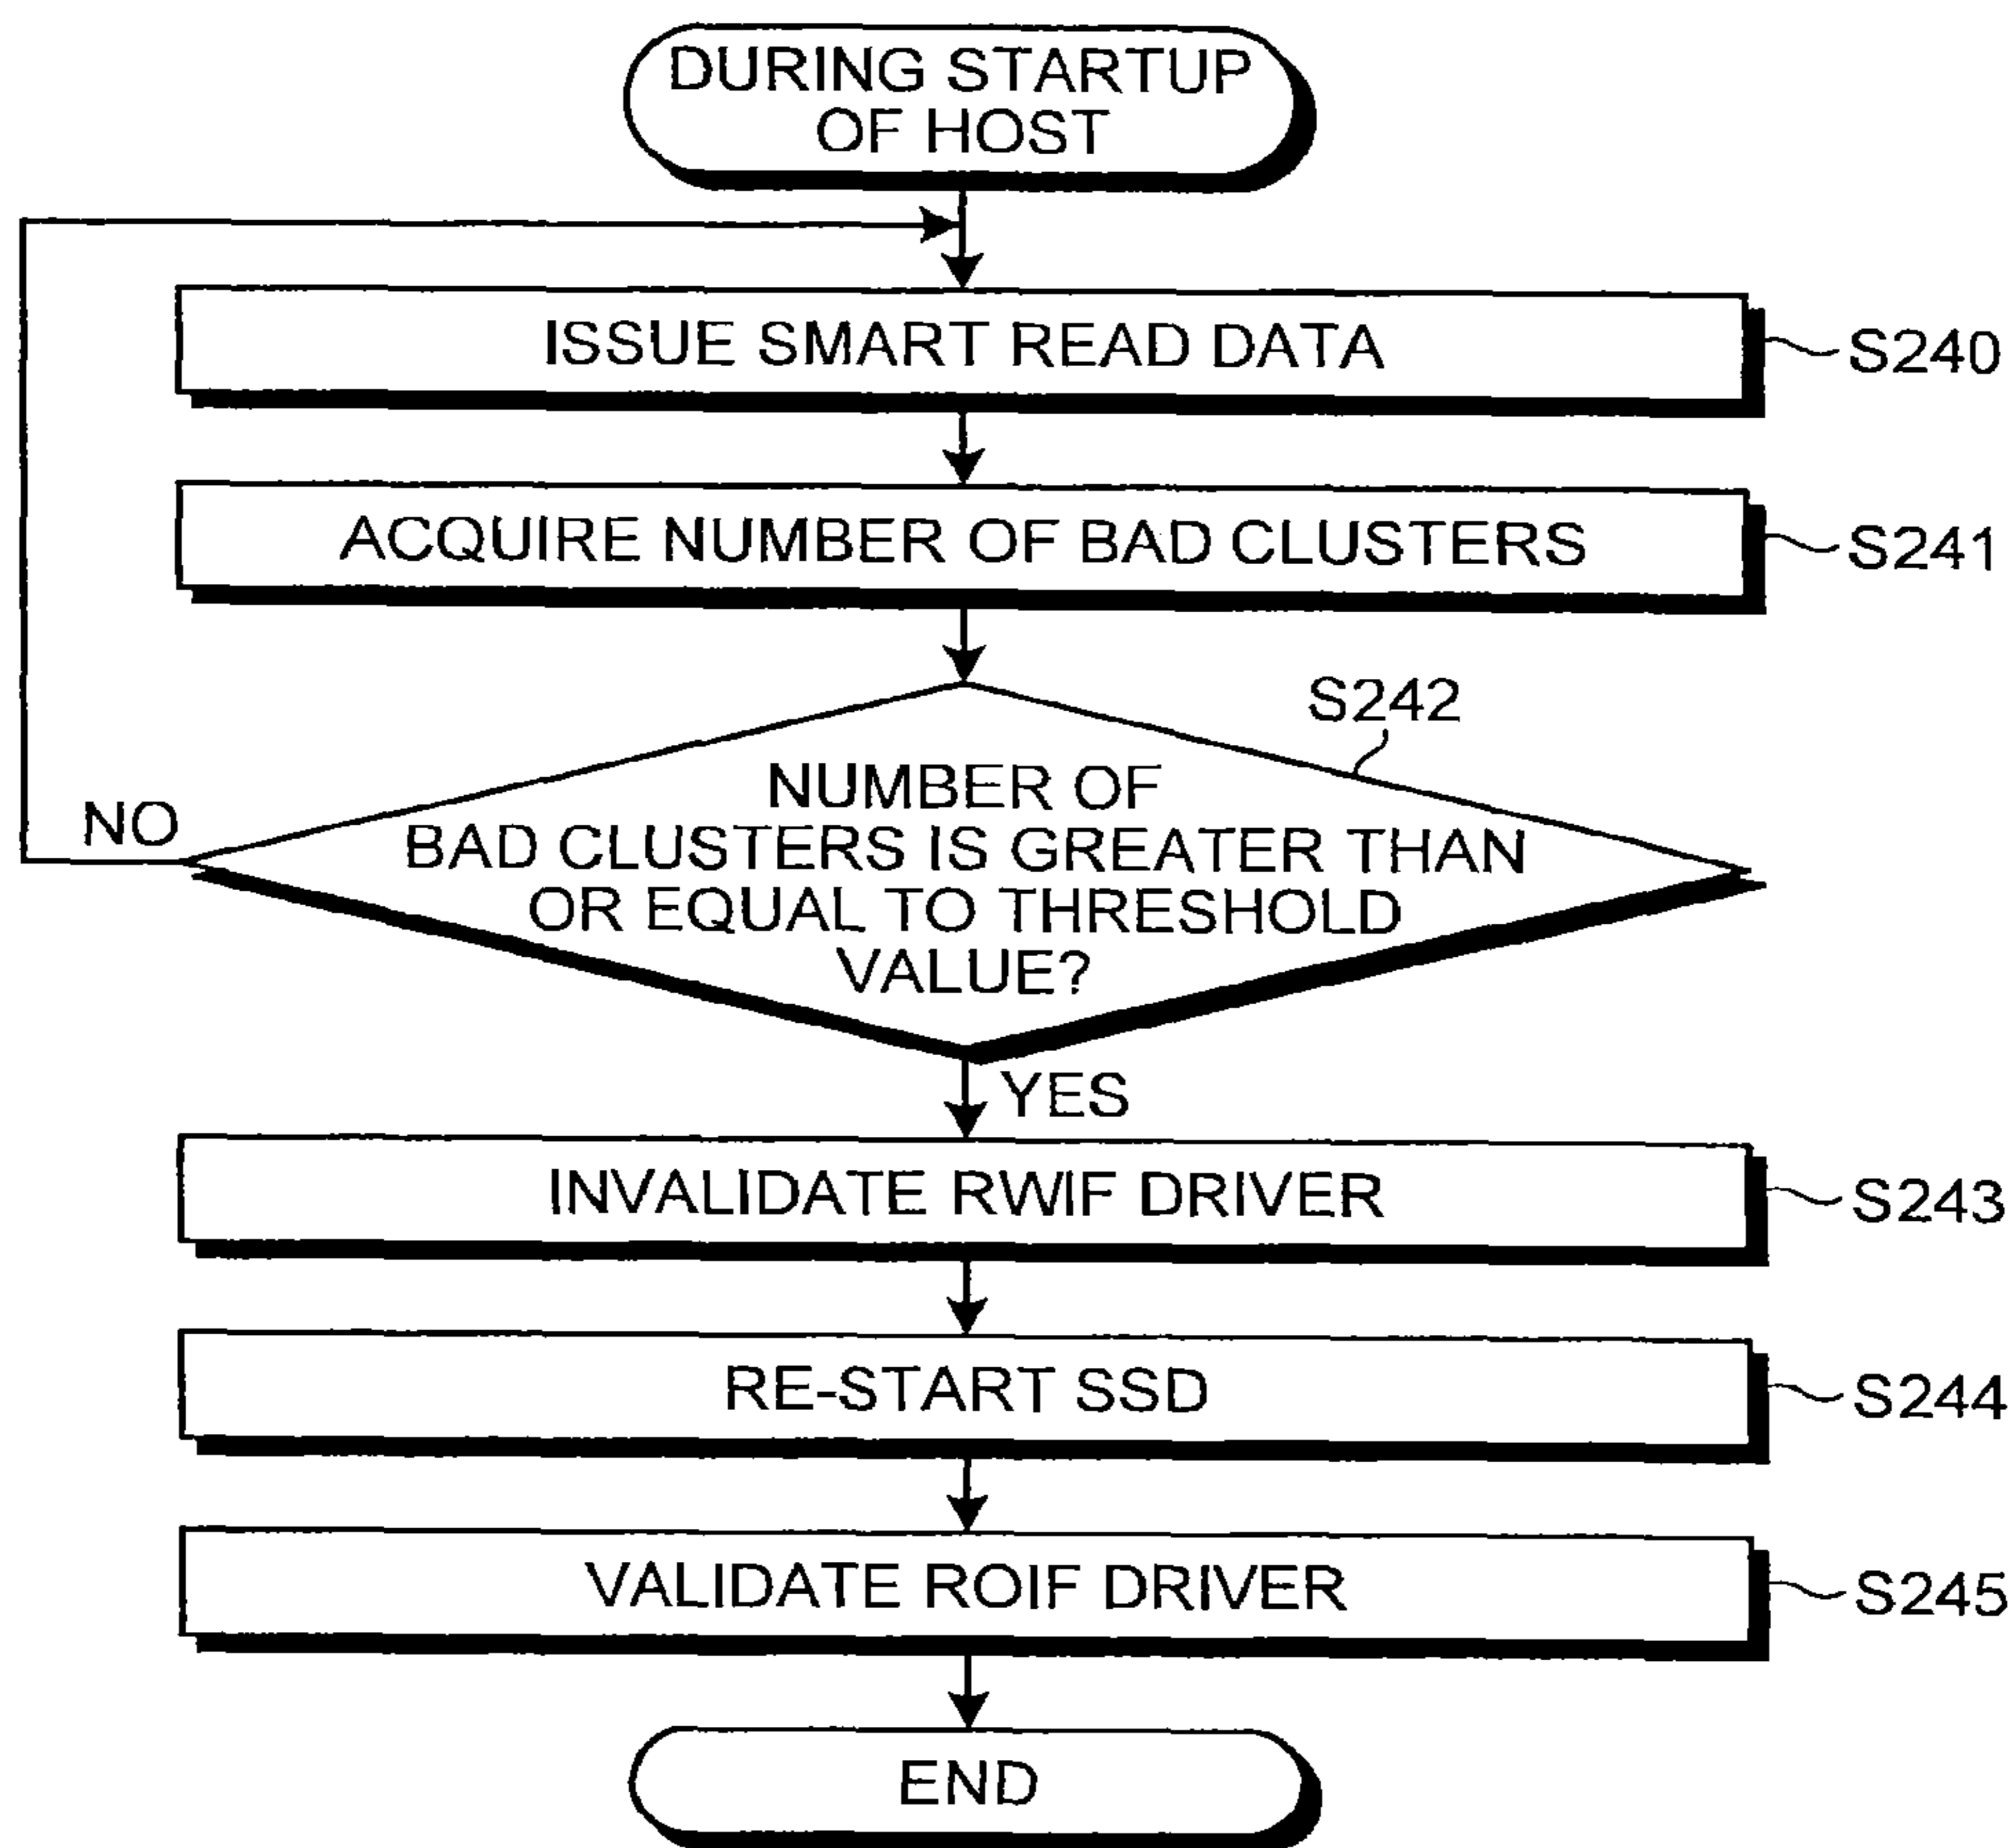 DURING STARTUP
OF HOST
ISSUE SMART READ DATA
S240
ACQUIRE NUMBER OF BAD CLUSTERS
S241
S242
NUMBER OF
BAD CLUSTERS IS GREATER THAN
OR EQUAL TO THRESHOLD
VALUE?
NO
YES
INVALIDATE RWIF DRIVER
S243
RE-START SSD
S244
VALIDATE ROIF DRIVER
S245
END